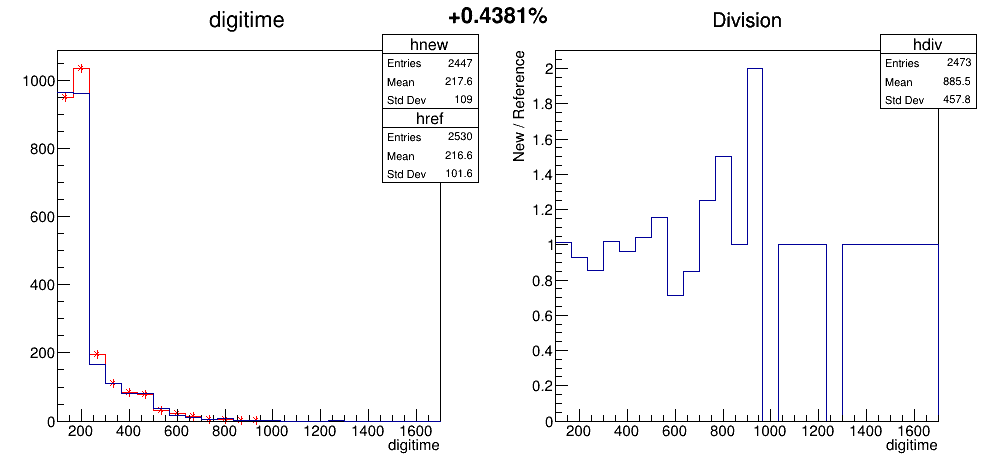 digitime
+0.4381%
Division
hnew
Entries 2447
Mean 217.6
Std Dev 109
href
Entries 2530
Mean 216.6
Std Dev 101.6
1000
800
600
400
200
0
200 400 600 800 1000 1200 1400 1600
digitime
hdiv
Entries 2473
Mean 885.5
Std Dev 457.8
New / Reference
2
1.8
1.6
1.4
1.2
1
0.8
0.6
0.4
0.2
0
200 400 600 800 1000 1200 1400 1600
digitime